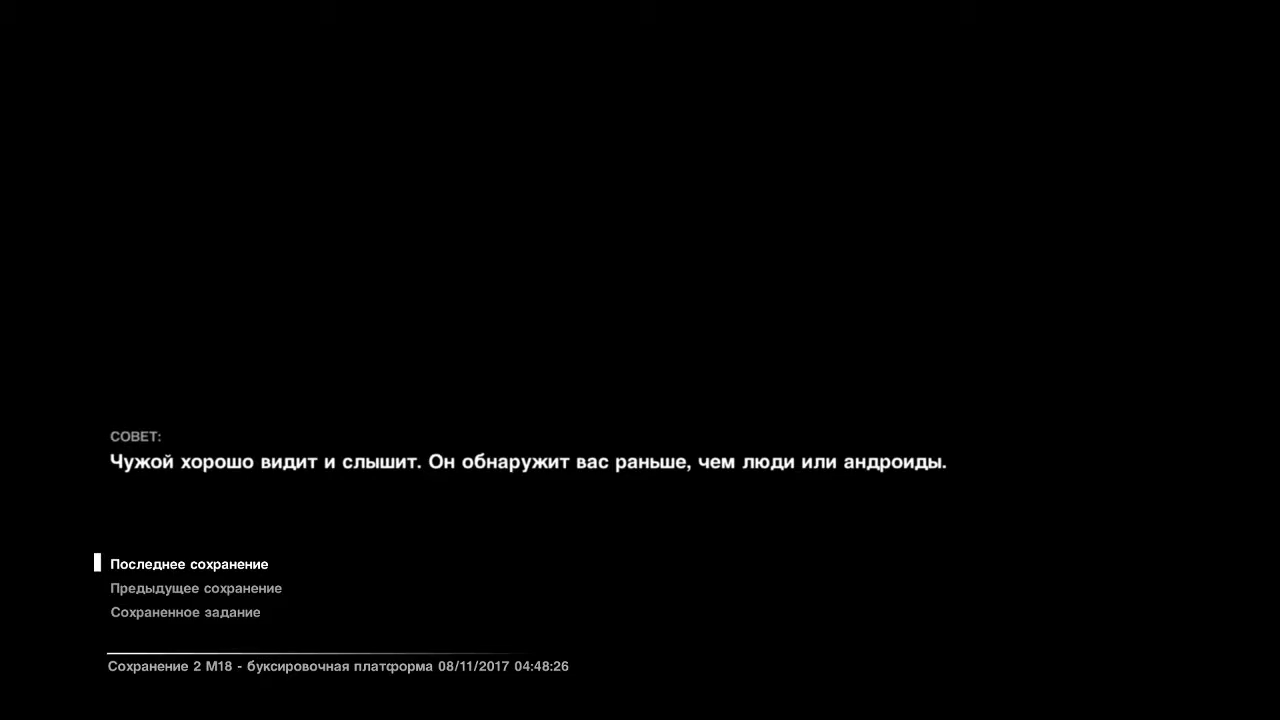 СОВЕТ:
Чужой хорошо видит и слышит. Он обнаружит вас раньше, чем люди или андроиды.
Последнее сохранение
Предыдущее сохранение
Сохраненное задание
Сохранение 2 M18 - буксировочная платформа 08/11/2017 04:48:26